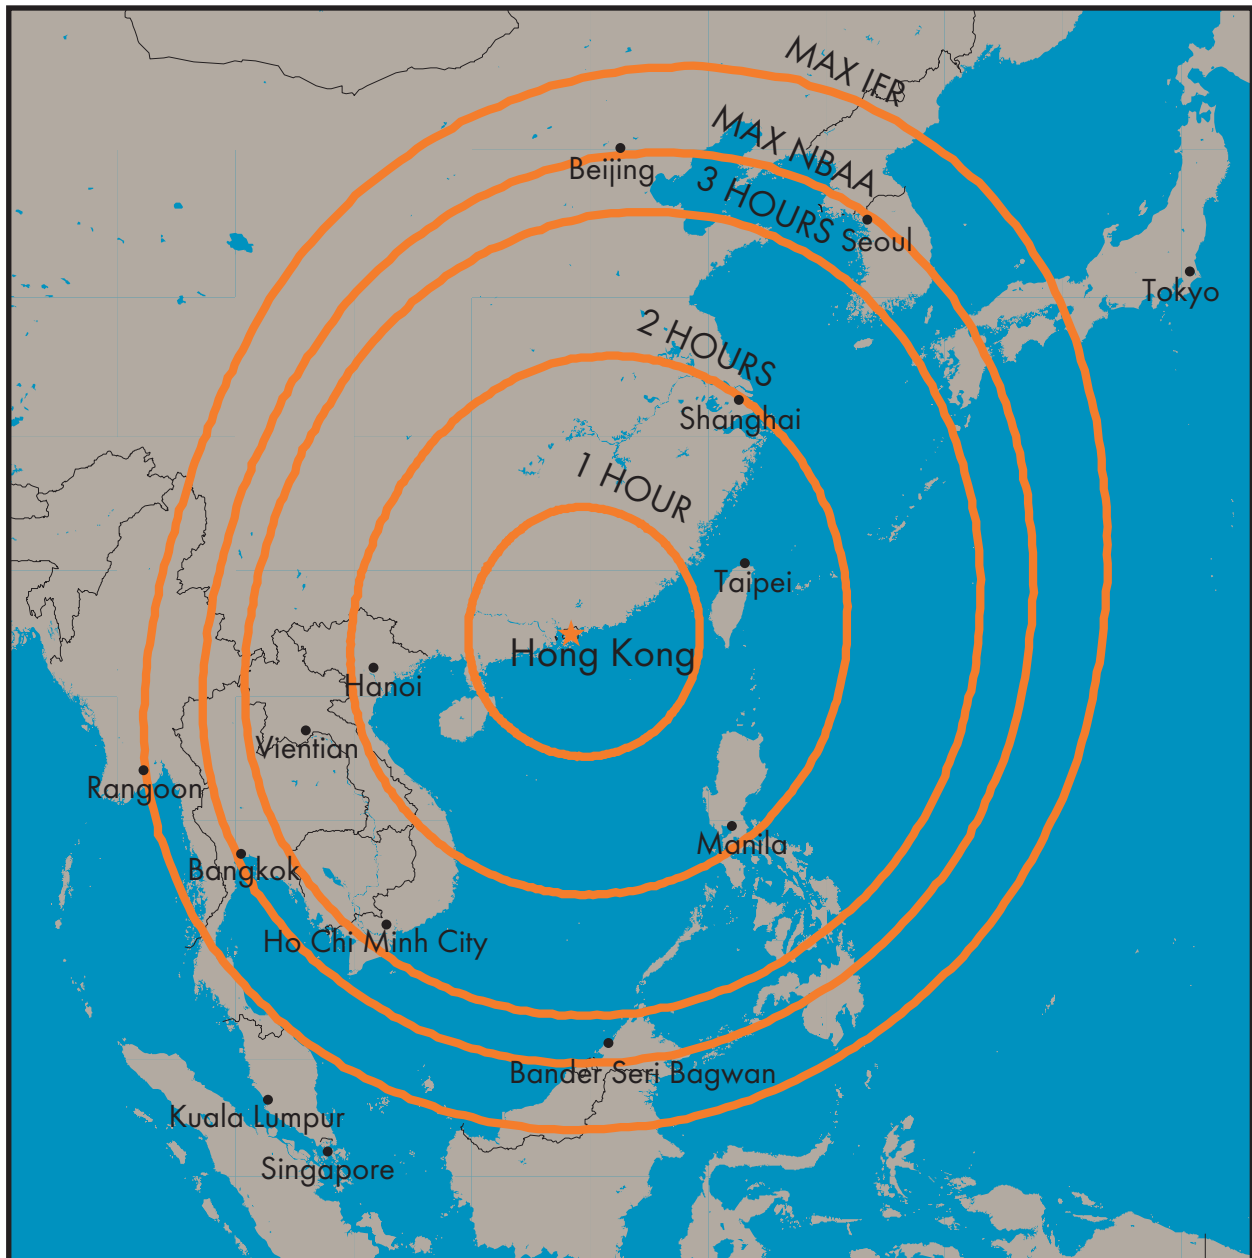 MAX IFR
MAX NBAA
Beijing
3 HOURS
Seoul
Tokyo
2 HOURS
Shanghai
1 HOUR
Taipei
Hong Kong
Hanoi
Vientian
Rangoon
Manila
Bangkok
Ho Chi Minh City
Bander Seri Bagwan
Kuala Lumpur
Singapore